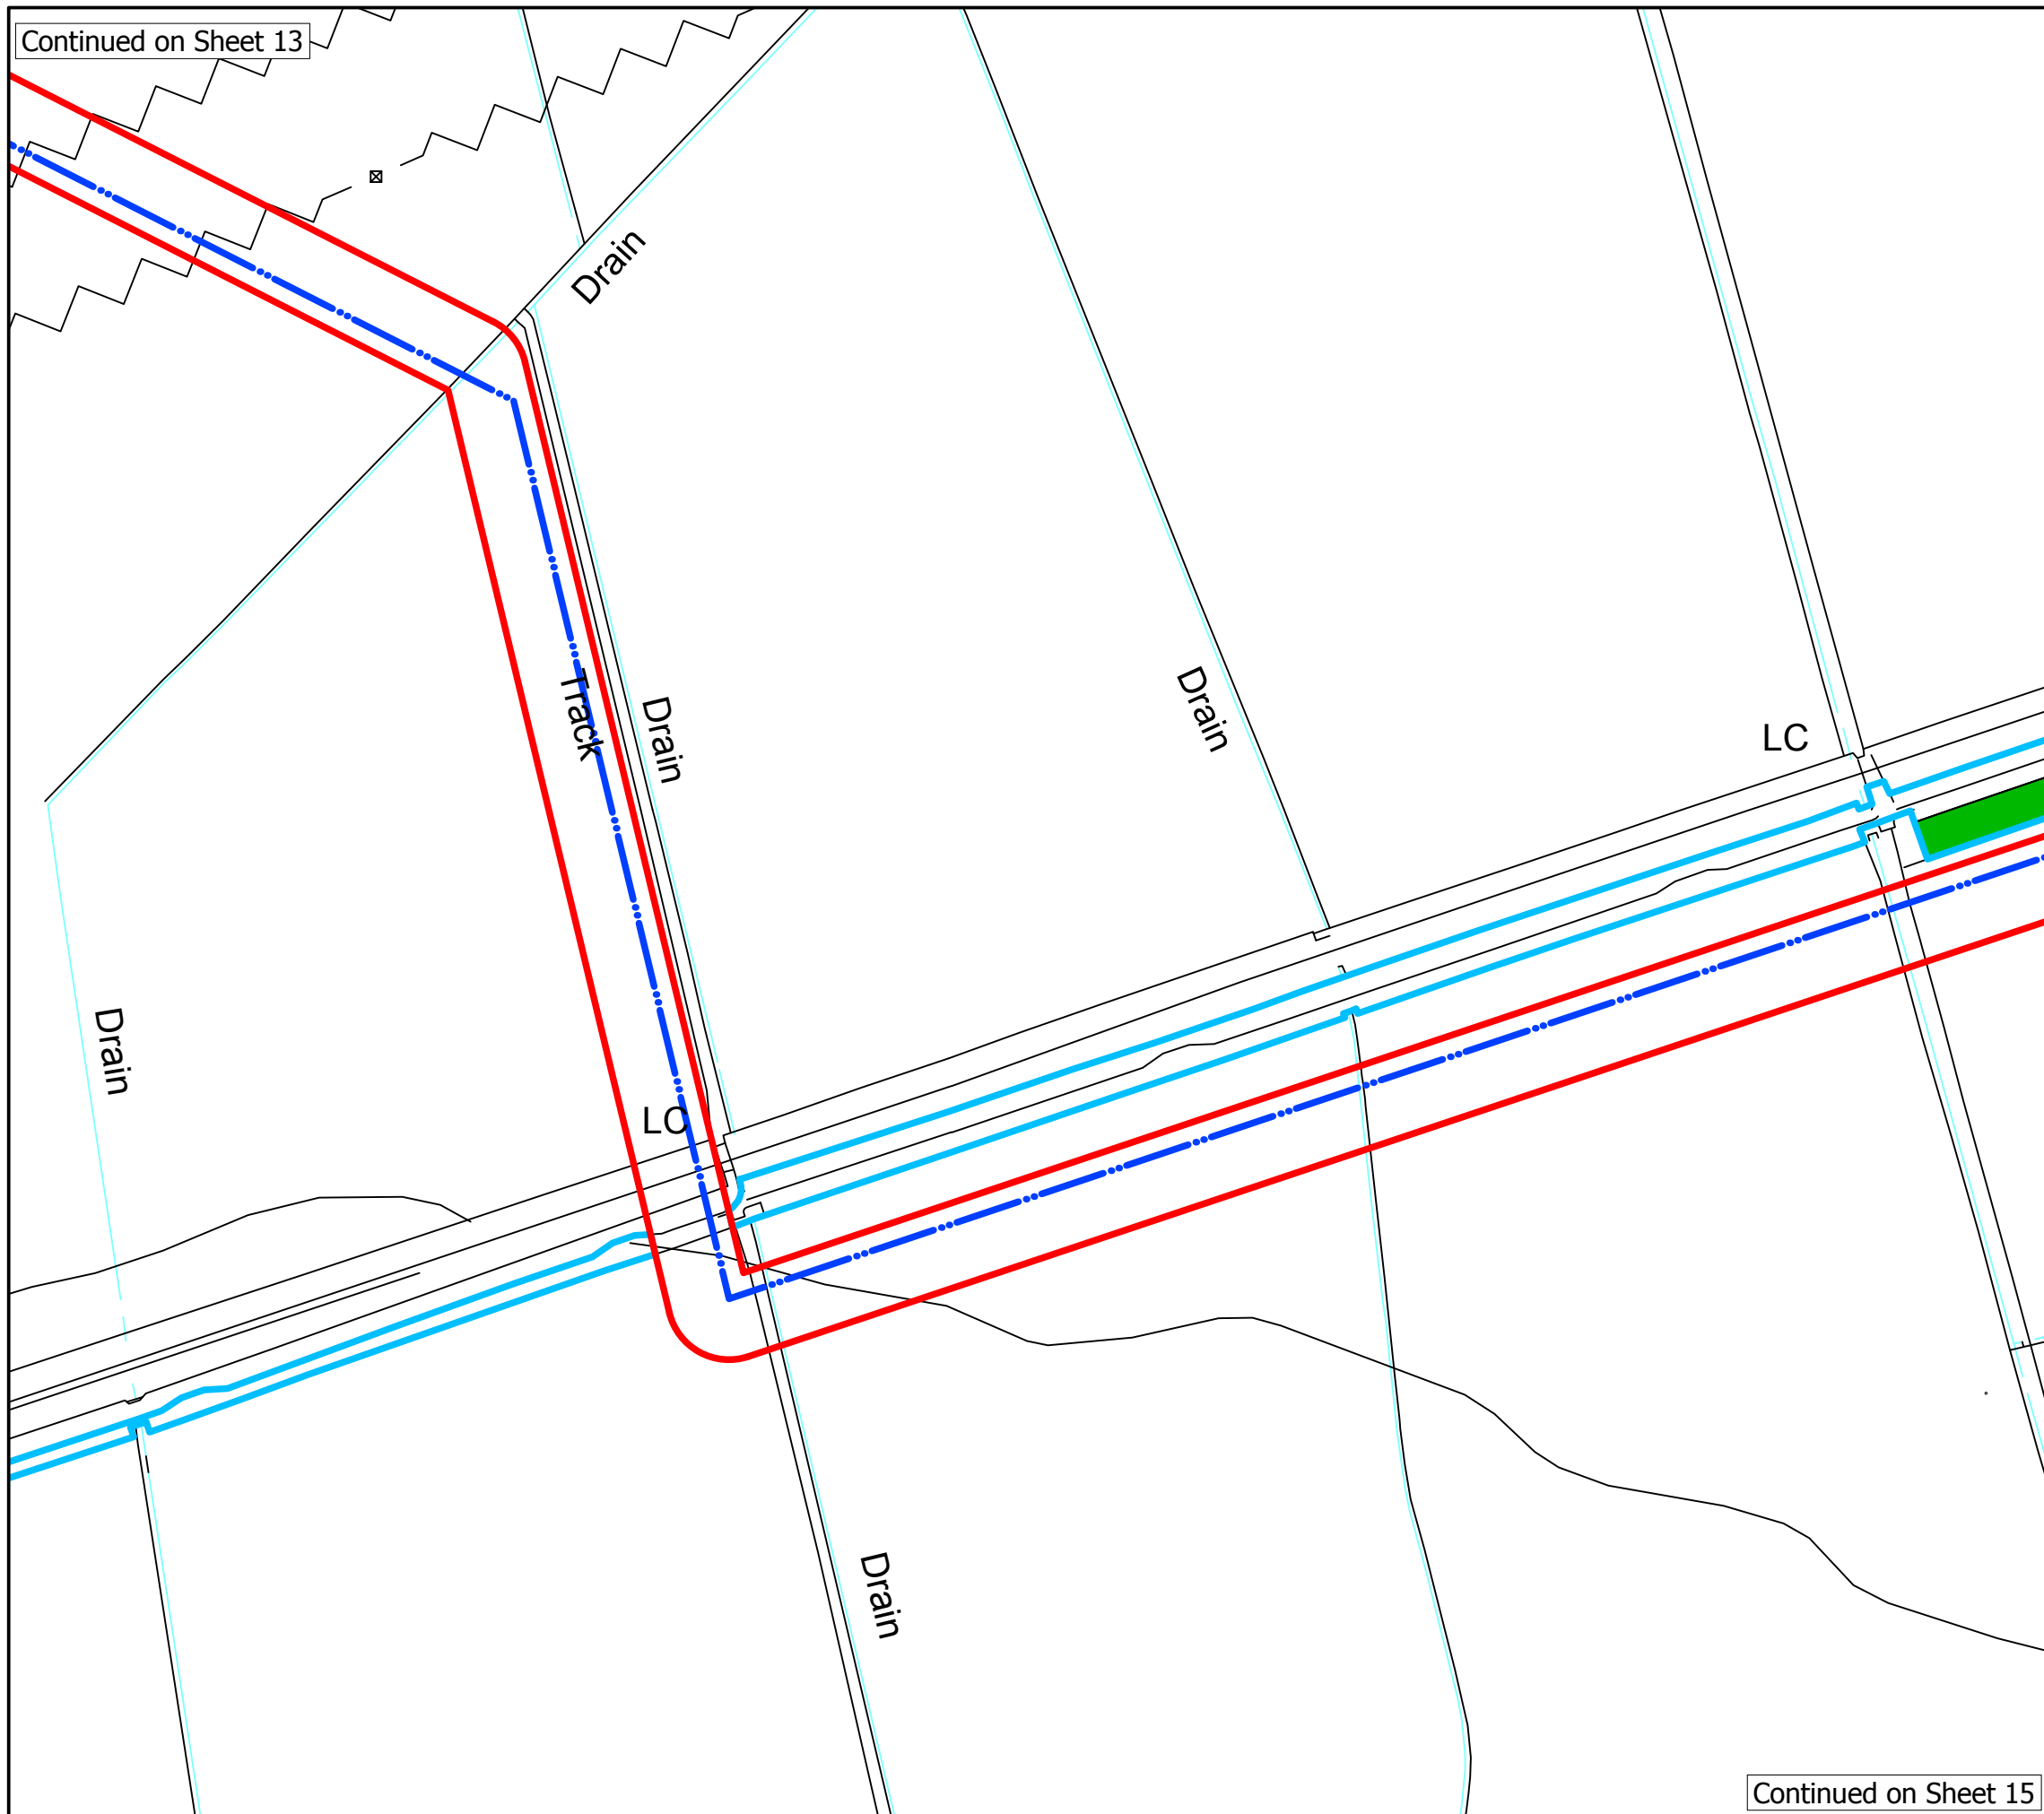 Continued on Sheet 13
Drain
Track
Drain
Drain
LC
Drain
LC
Drain
Continued on Sheet 15